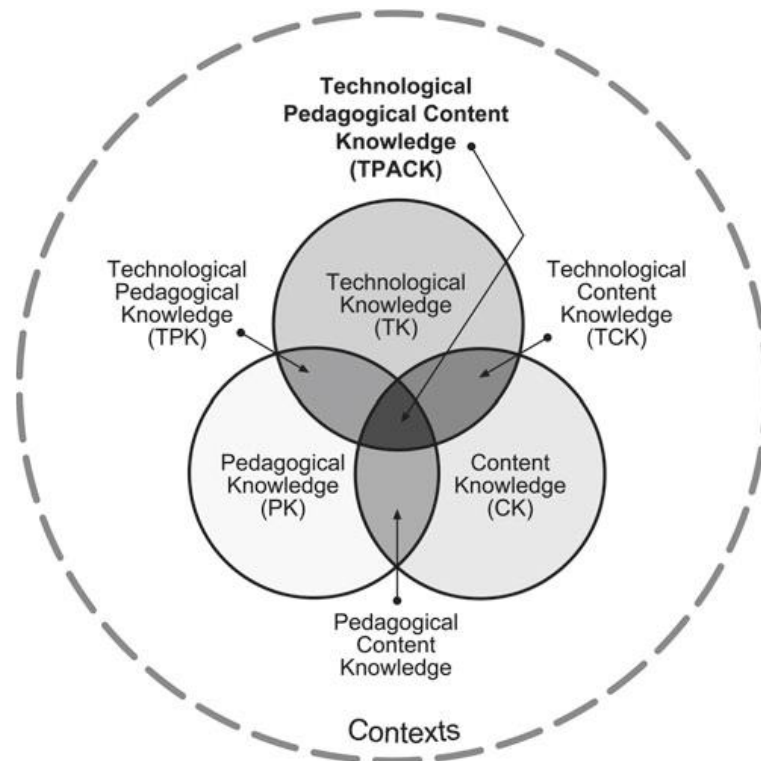 Technological
Pedagogical Content
Knowledge
(TPACK)
Technological
Pedagogical
Knowledge
(TPK)
Technological
Knowledge
(TK)
Technological
Content
Knowledge
(TCK)
Pedagogical
Knowledge
(PK)
Content
Knowledge
(CK)
Pedagogical
Content
Knowledge
Contexts